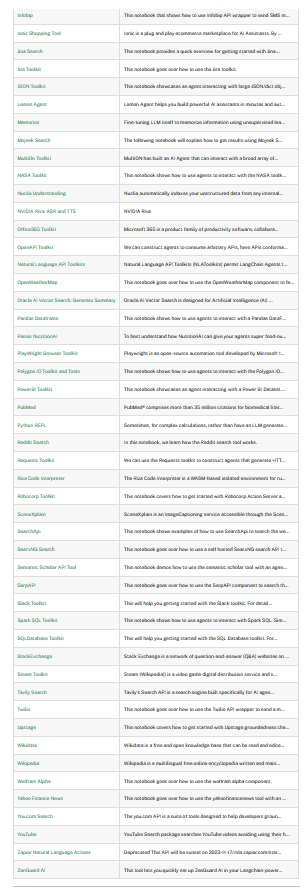 Infobip This notebook that shows how to use Infobip API wrapper to send SMS m...
Ionic Shopping Tool Ionic is a plug and play ecommerce marketplace for AI Assistants. By ...
Jira Search This notebook provides a quick overview for getting started with Jina...
Jira Toolkit This notebook goes over how to use the Jira toolkit.
JSON Toolkit This notebook showcases an agent interacting with large JSON/dict obj...
Lemon Agent Lemon Agent helps you build powerful AI assistants in minutes and aut...
Memorize Fine-tuning LLM itself to memorize information using unsupervised lea...
Mojeek Search The following notebook will explain how to get results using Mojeek S...
MultiOn Toolkit MultiON has built an AI Agent that can interact with a broad array of...
NASA Toolkit This notebook shows how to use agents to interact with the NASA toolk...
Nuclia Understanding Nuclia automatically indexes your unstructured data from any internal...
NVIDIA Riva: ASR and TTS NVIDIA Riva
Office365 Toolkit Microsoft 365 is a product family of productivity software, collabora...
OpenAPI Toolkit We can construct agents to consume arbitrary APIs, here APIs conforma...
Natural Language API Toolkits Natural Language API Toolkits (NLAToolkits) permit LangChain Agents t...
OpenWeatherMap This notebook goes over how to use the OpenWeatherMap component to fe...
Oracle AI Vector Search: Generate Summary Oracle AI Vector Search is designed for Artificial Intelligence (AI) ...
Pandas Dataframe This notebook shows how to use agents to interact with a Pandas DataF...
Passio NutritionAI To best understand how NutritionAI can give your agents super food-nu...
PlayWright Browser Toolkit Playwright is an open-source automation tool developed by Microsoft t...
Polygon IO Toolkit and Tools This notebook shows how to use agents to interact with the Polygon IO...
PowerBI Toolkit This notebook showcases an agent interacting with a Power BI Dataset....
PubMed PubMed® comprises more than 35 million citations for biomedical liter...
Python REPL Sometimes, for complex calculations, rather than have an LLM generate...
Reddit Search In this notebook, we learn how the Reddit search tool works.
Requests Toolkit We can use the Requests toolkit to construct agents that generate HTT...
Riza Code Interpreter The Riza Code Interpreter is a WASM-based isolated environment for ru...
Robocorp Toolkit This notebook covers how to get started with Robocorp Action Server a...
SceneXplain SceneXplain is an ImageCaptioning service accessible through the Scen...
SearchApi This notebook shows examples of how to use SearchApi to search the we...
SearxNG Search This notebook goes over how to use a self hosted SearxNG search API t...
Semantic Scholar API Tool This notebook demos how to use the semantic scholar tool with an agen...
SerpAPI This notebook goes over how to use the SerpAPI component to search th...
Slack Toolkit This will help you getting started with the Slack toolkit. For detail...
Spark SQL Toolkit This notebook shows how to use agents to interact with Spark SQL. Sim...
SQLDatabase Toolkit This will help you getting started with the SQL Database toolkit. For...
StackExchange Stack Exchange is a network of question-and-answer (Q&A) websites on ...
Steam Toolkit Steam (Wikipedia)) is a video game digital distribution service and s...
Tavily Search Tavily's Search API is a search engine built specifically for AI agen...
Twilio This notebook goes over how to use the Twilio API wrapper to send a m...
Upstage This notebook covers how to get started with Upstage groundedness che...
Wikidata Wikidata is a free and open knowledge base that can be read and edite...
Wikipedia Wikipedia is a multilingual free online encyclopedia written and main...
Wolfram Alpha This notebook goes over how to use the wolfram alpha component.
Yahoo Finance News This notebook goes over how to use the yahoofinancenews tool with an ...
You.com Search The you.com API is a suite of tools designed to help developers groun...
YouTube YouTube Search package searches YouTube videos avoiding using their h...
Zapier Natural Language Actions Deprecated This API will be sunset on 2023-11-17://nla.zapier.com/star...
ZenGuard AI This tool lets you quickly set up ZenGuard AI in your Langchain-power...